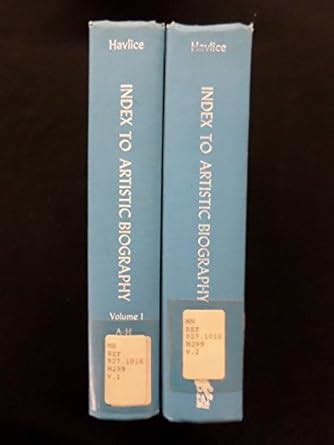 Havlice
INDEX TO ARTISTIC BIOGRAPHY
Volume I
A-H
MN
REF
927.1016
H299
v.1
Havlice
INDEX TO ARTISTIC BIOGRAPHY
MN
REF
927.1016
H299
v.2